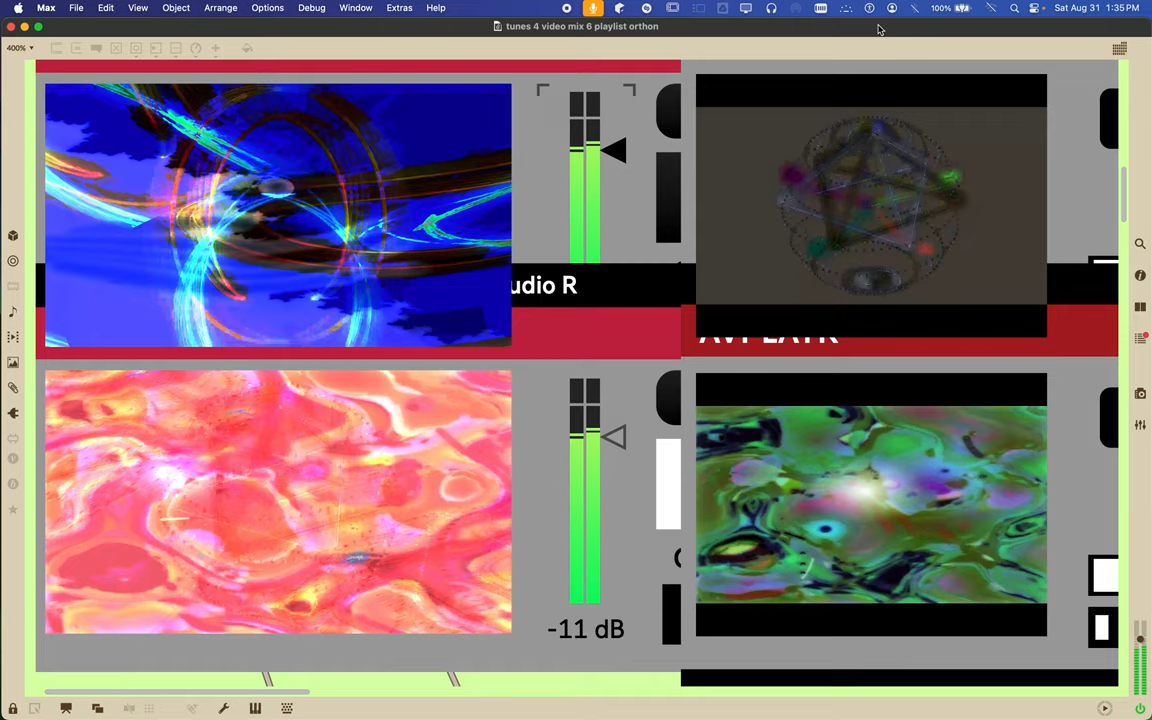 Max File Edit View Object Arrange Options Debug Window Extras Help 100% Sat Aug 31 1:35 PM
tunes 4 video mix 6 playlist orthon
400%
udio R
-11 dB